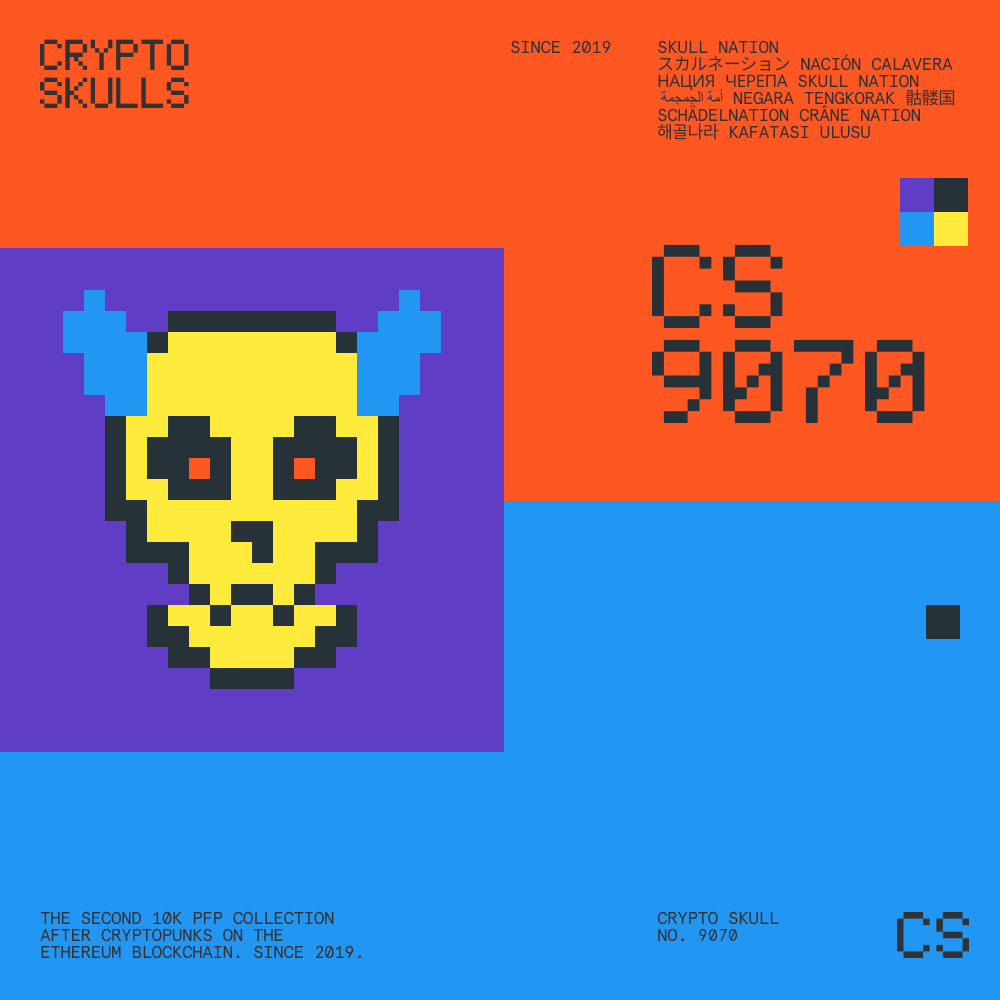 CRYPTO
SKULLS
SINCE 2019
SKULL NATION
スカルネーション NACIÓN CALAVERA
НАЦИЯ ЧЕРЕПА SKULL NATION
أمة الجمجمة NEGARA TENGKORAK 骷髅国
SCHÄDELNATION CRÂNE NATION
해골나라 KAFATASI ULUSU
CS
9070
THE SECOND 10K PFP COLLECTION
AFTER CRYPTOPUNKS ON THE
ETHEREUM BLOCKCHAIN. SINCE 2019.
CRYPTO SKULL
NO. 9070
CS